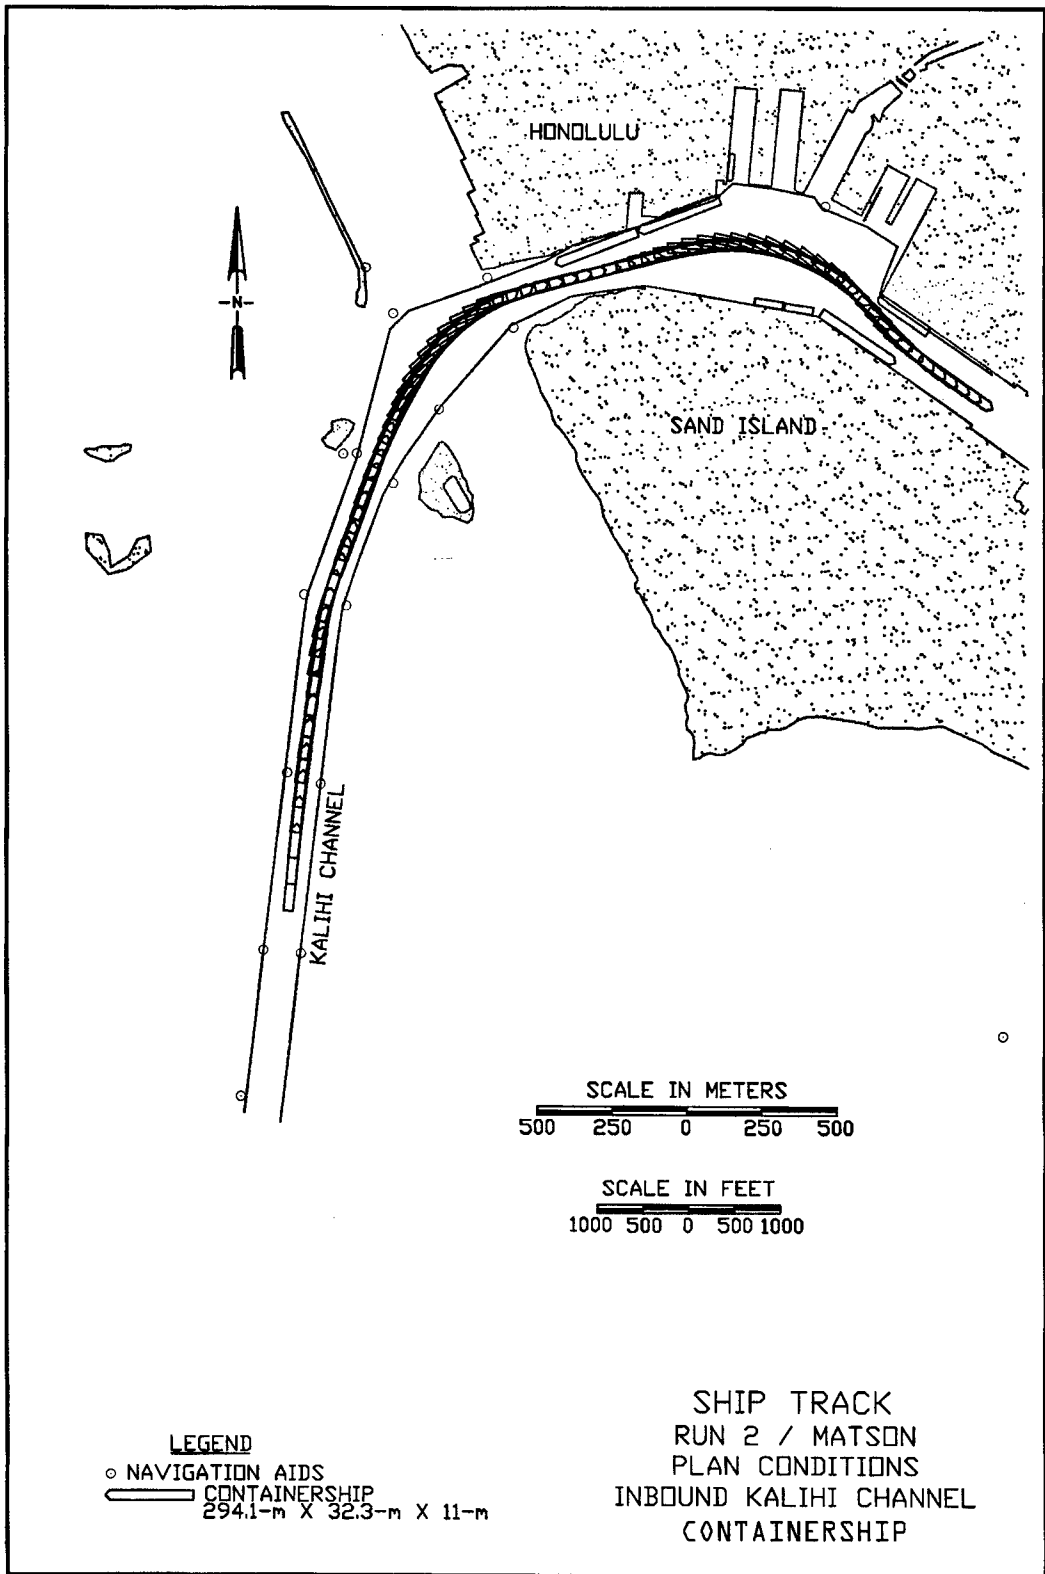 HONOLULU
-N-
SAND ISLAND
KALIHI CHANNEL
SCALE IN METERS
500 250 0 250 500
SCALE IN FEET
1000 500 0 500 1000
SHIP TRACK
RUN 2 / MATSON
PLAN CONDITIONS
INBOUND KALIHI CHANNEL
CONTAINERSHIP
LEGEND
NAVIGATION AIDS
CONTAINERSHIP
294.1-m X 32.3-m X 11-m